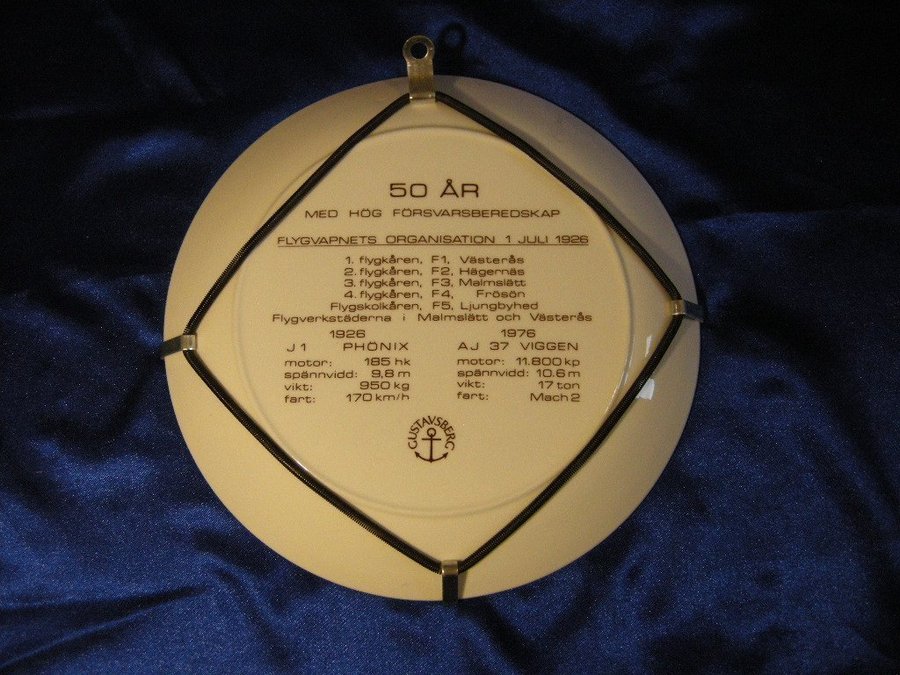 50 ÅR
MED HÖG FÖRSVARSBEREDSKAP
FLYGVAPNETS ORGANISATION 1 JULI 1926
1. flygkåren, F1, Västerås
2. flygkåren, F2, Hägernäs
3. flygkåren, F3, Malmslätt
4. flygkåren, F4, Frösön
Flygskolkåren, F5, Ljungbyhed
Flygverkstäderna i Malmslätt och Västerås
1926 1976
J 1 PHÖNIX AJ 37 VIGGEN
motor: 185 hk motor: 11.800 kp
spännvidd: 9,8 m spännvidd: 10.6 m
vikt: 950 kg vikt: 17 ton
fart: 170 km/h fart: Mach 2
GUSTAVSBERG